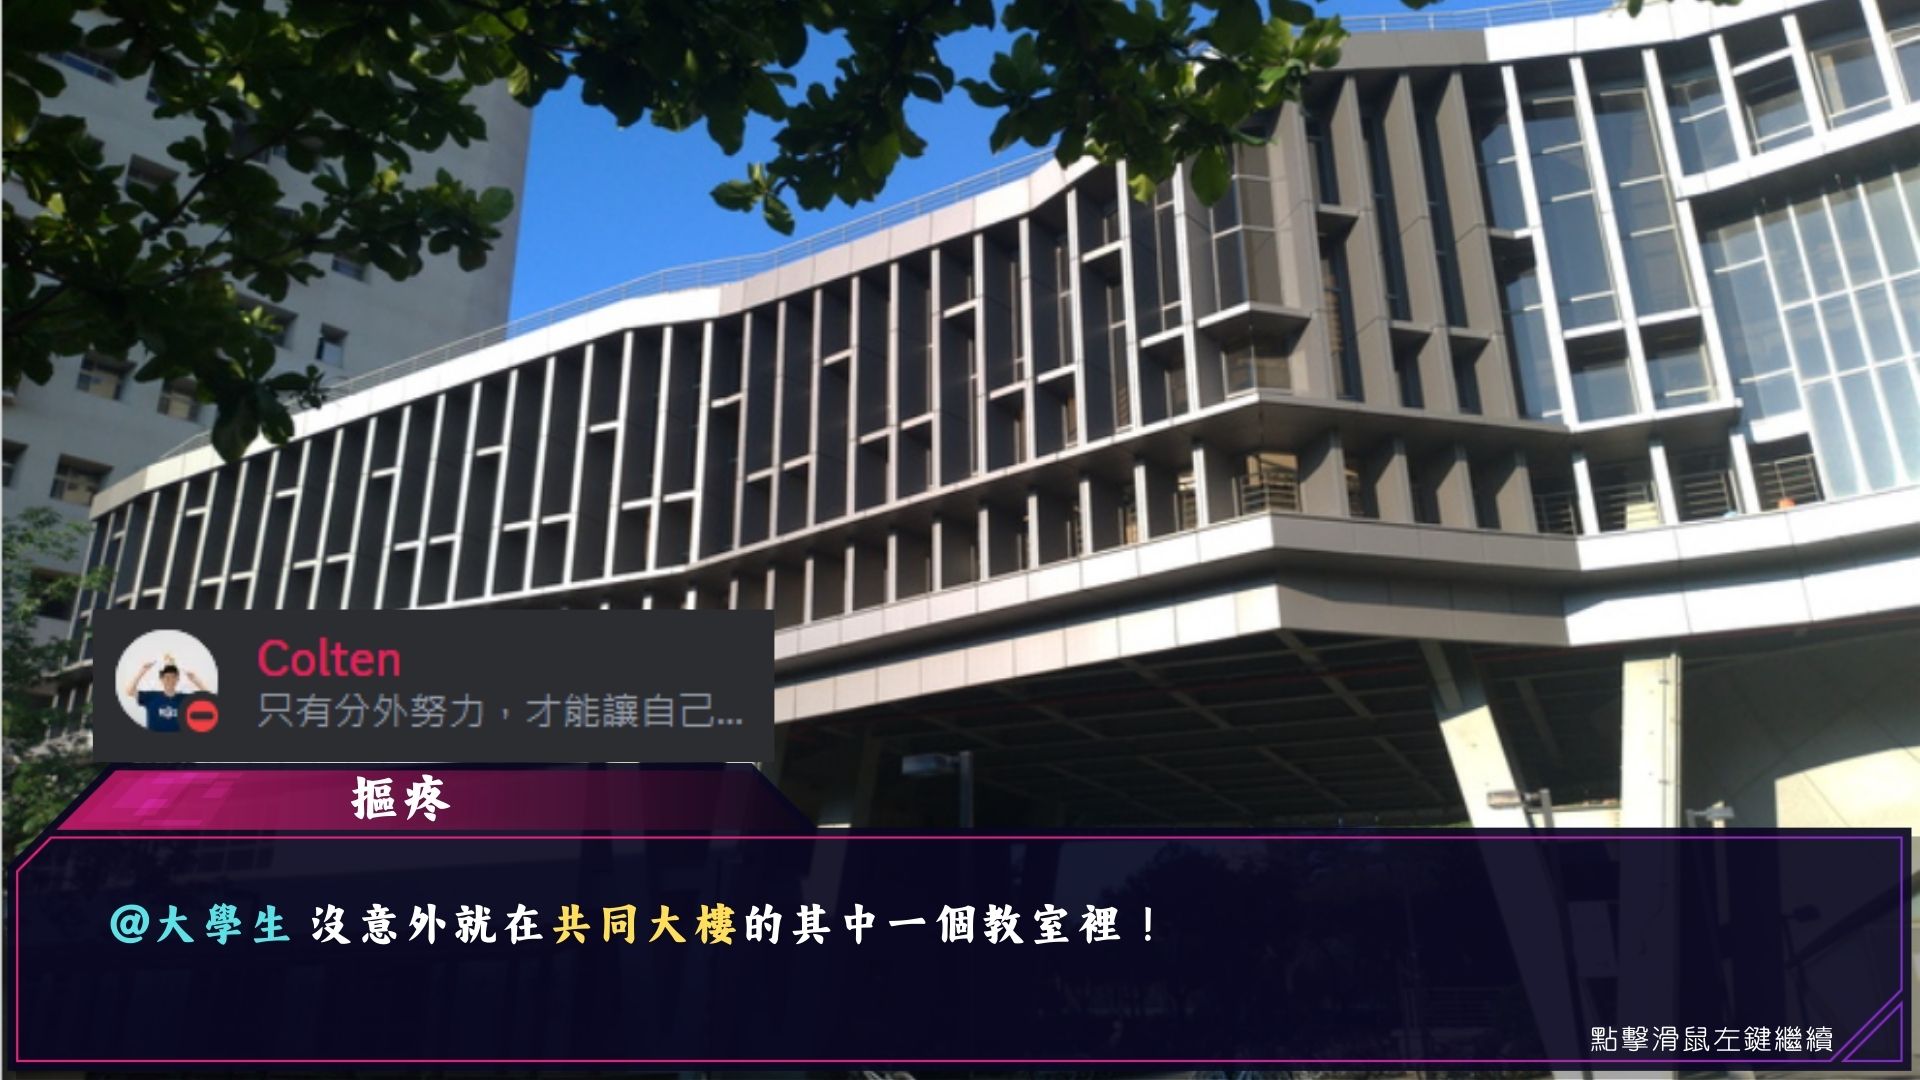 Colten
只有分外努力，才能讓自己...
摳疼
@大學生 沒意外就在共同大樓的其中一個教室裡！
點擊滑鼠左鍵繼續